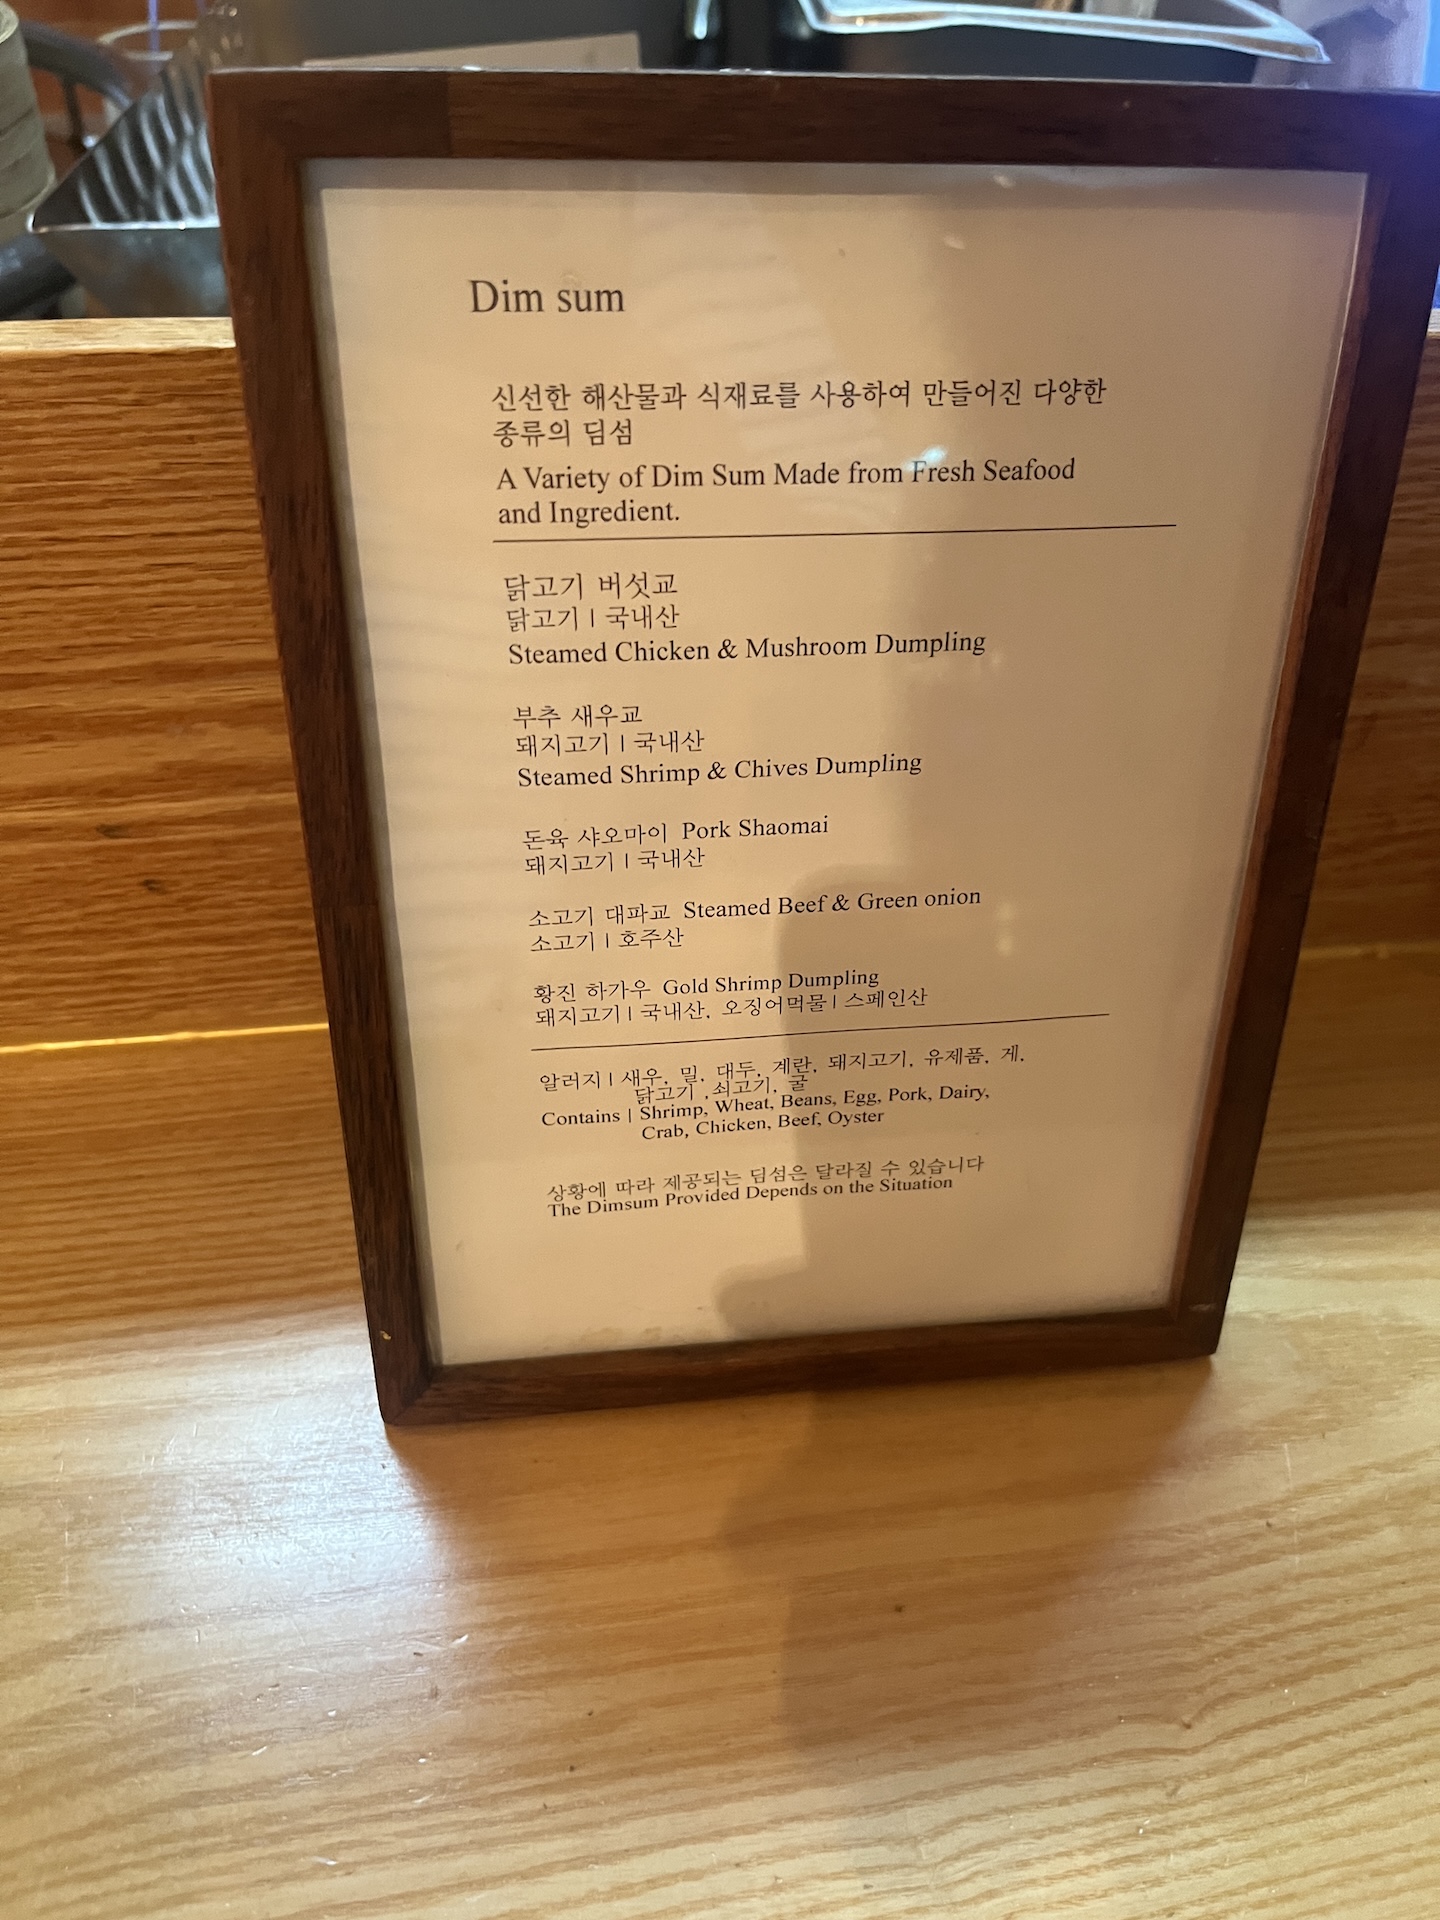 Dim sum
신선한 해산물과 식재료를 사용하여 만들어진 다양한
종류의 딤섬
A Variety of Dim Sum Made from Fresh Seafood
and Ingredient.
닭고기 버섯교
닭고기 | 국내산
Steamed Chicken & Mushroom Dumpling
부추 새우교
돼지고기 | 국내산
Steamed Shrimp & Chives Dumpling
돈육 샤오마이 Pork Shaomai
돼지고기 | 국내산
소고기 대파교 Steamed Beef & Green onion
소고기 | 호주산
황진 하가우 Gold Shrimp Dumpling
돼지고기 | 국내산, 오징어먹물 | 스페인산
알러지 | 새우, 밀, 대두, 계란, 돼지고기, 유제품, 게,
닭고기 ,쇠고기, 굴
Contains | Shrimp, Wheat, Beans, Egg, Pork, Dairy,
Crab, Chicken, Beef, Oyster
상황에 따라 제공되는 딤섬은 달라질 수 있습니다
The Dimsum Provided Depends on the Situation